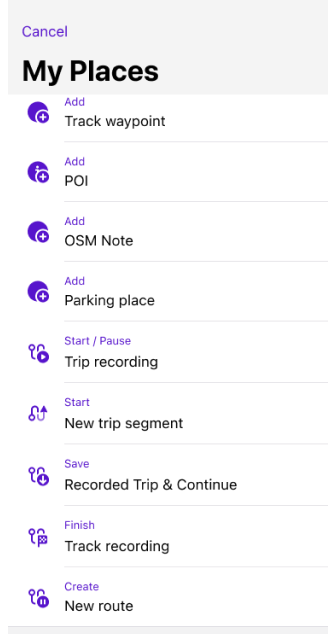 Cancel
My Places
Add
Track waypoint
Add
POI
Add
OSM Note
Add
Parking place
Start / Pause
Trip recording
Start
New trip segment
Save
Recorded Trip & Continue
Finish
Track recording
Create
New route